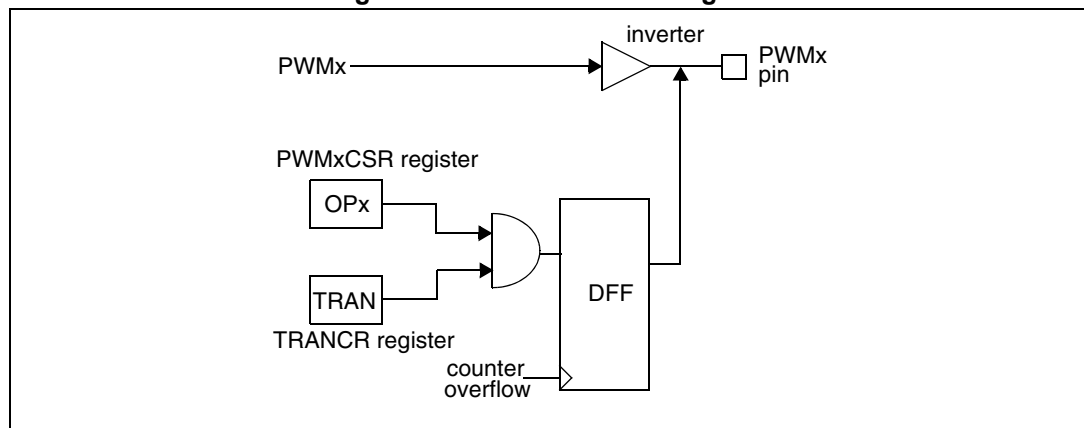 inverter
PWMx
PWMx
pin
PWMxCSR register
OPx
TRAN
DFF
TRANCR register
counter
overflow